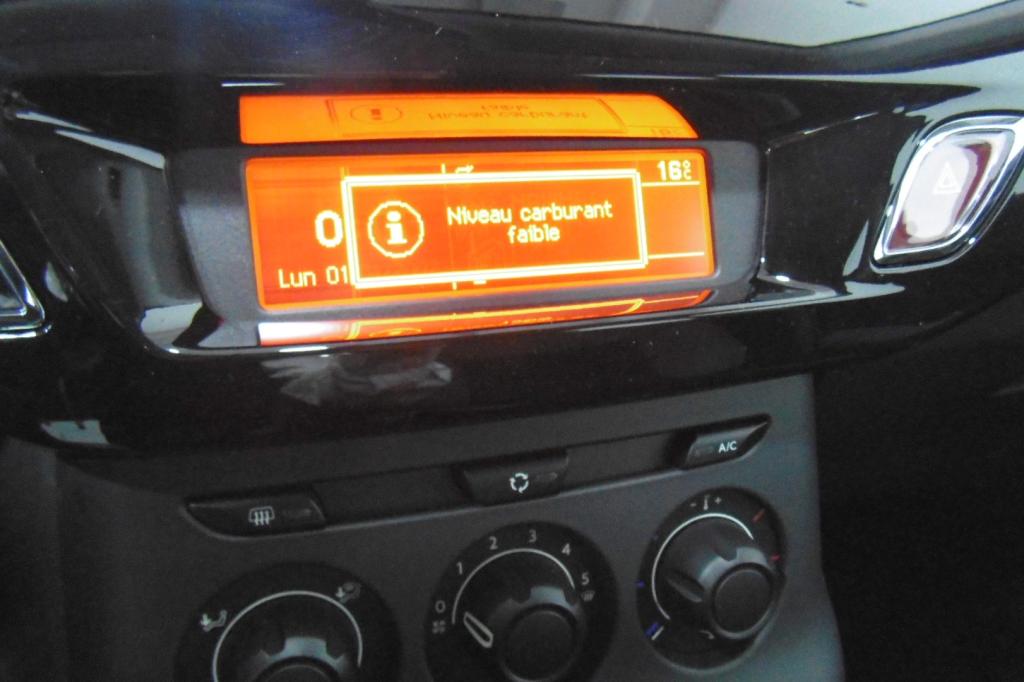 16°C
0
Niveau carburant
faible
Lun 01
A/C
- +
0 1 2 3 4 5